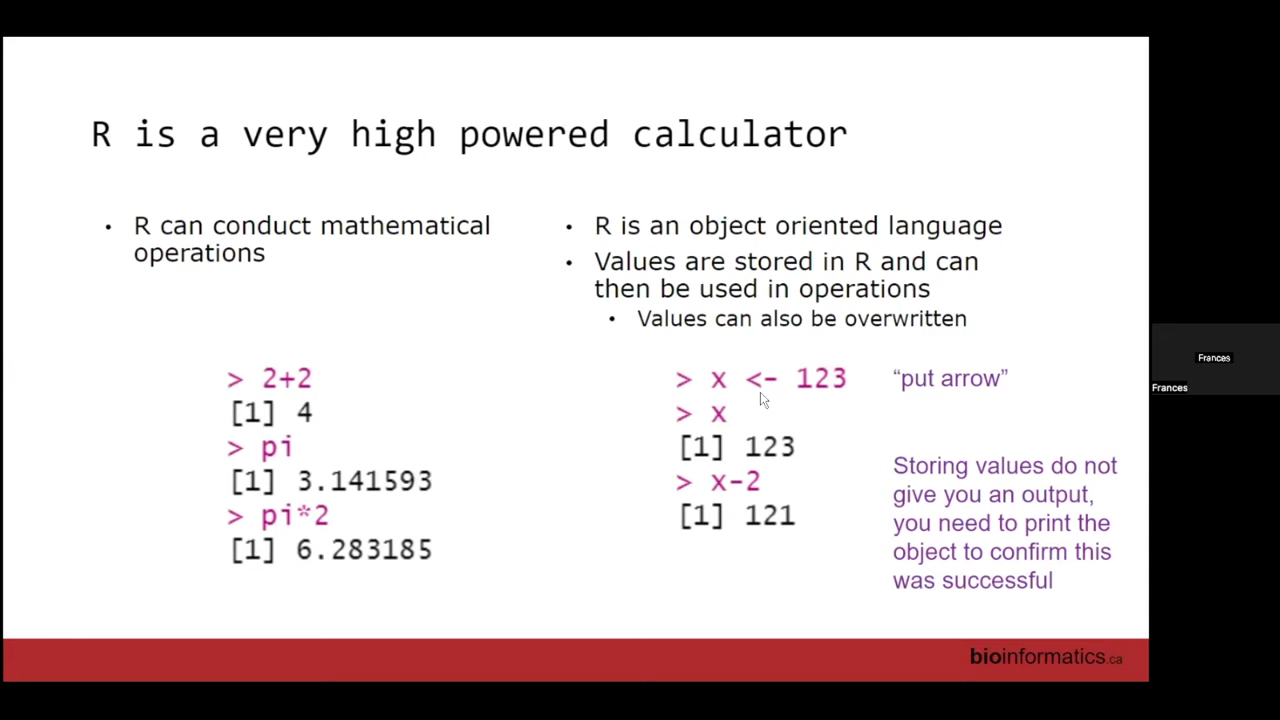 R is a very high powered calculator
• R can conduct mathematical
operations
> 2+2
[1] 4
> pi
[1] 3.141593
> pi*2
[1] 6.283185
• R is an object oriented language
• Values are stored in R and can
then be used in operations
• Values can also be overwritten
> x <- 123
> x
[1] 123
> x-2
[1] 121
“put arrow”
Storing values do not
give you an output,
you need to print the
object to confirm this
was successful
bioinformatics.ca
Frances
Frances